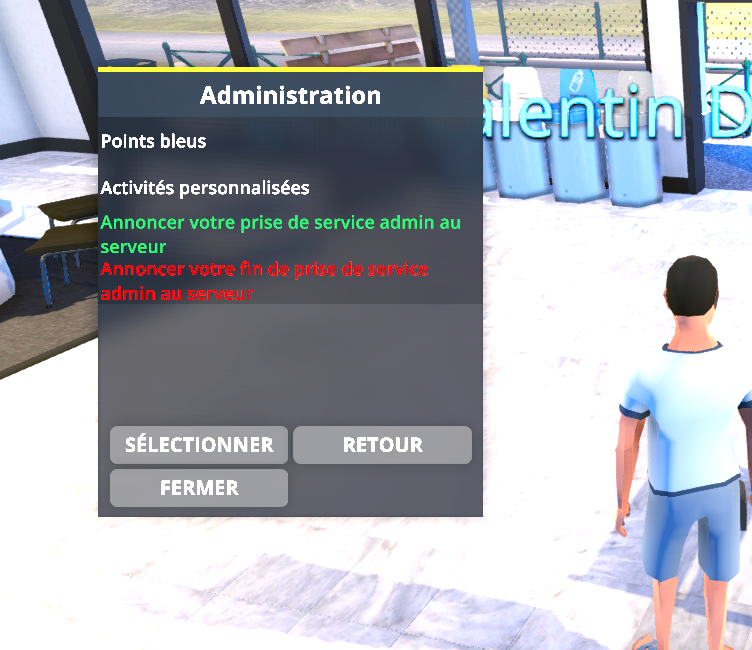 Administration
alentin D
Points bleus
Activités personnalisées
Annoncer votre prise de service admin au
serveur
Annoncer votre fin de prise de service
admin au serveur
SÉLECTIONNER
RETOUR
FERMER